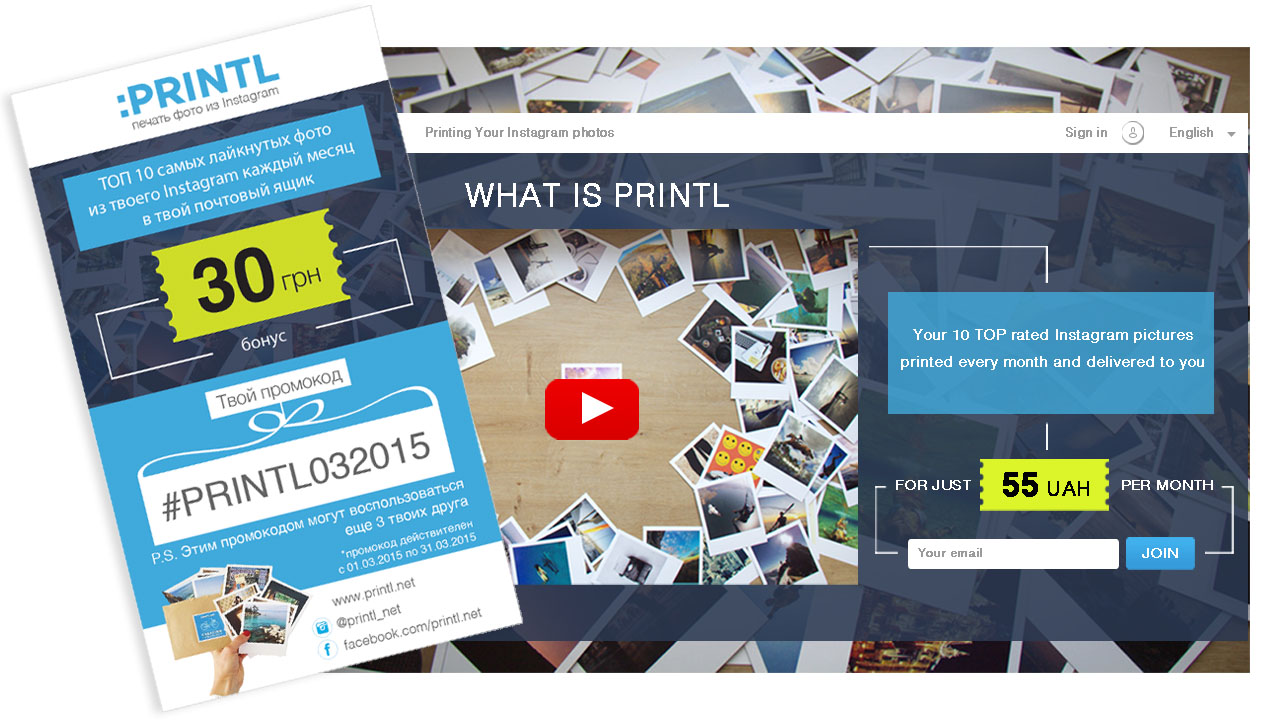 :PRINTL
печать фото из Instagram
ТОП 10 самых лайкнутых фото
из твоего Instagram каждый месяц
в твой почтовый ящик
30 грн
бонус
Твой промокод
#PRINTL032015
P.S. Этим промокодом могут воспользоваться
еще 3 твоих друга
*промокод действителен
с 01.03.2015 по 31.03.2015
www.printl.net
@printl_net
facebook.com/printl.net
Printing Your Instagram photos
Sign in
English
WHAT IS PRINTL
Your 10 TOP rated Instagram pictures
printed every month and delivered to you
FOR JUST 55 UAH PER MONTH
Your email
JOIN